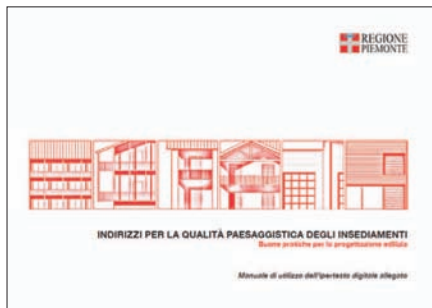 REGIONE
PIEMONTE
INDIRIZZI PER LA QUALITÀ PAESAGGISTICA DEGLI INSEDIAMENTI
Buone pratiche per la progettazione edilizia
Manuale di utilizzo dell'ipertesto digitale allegato